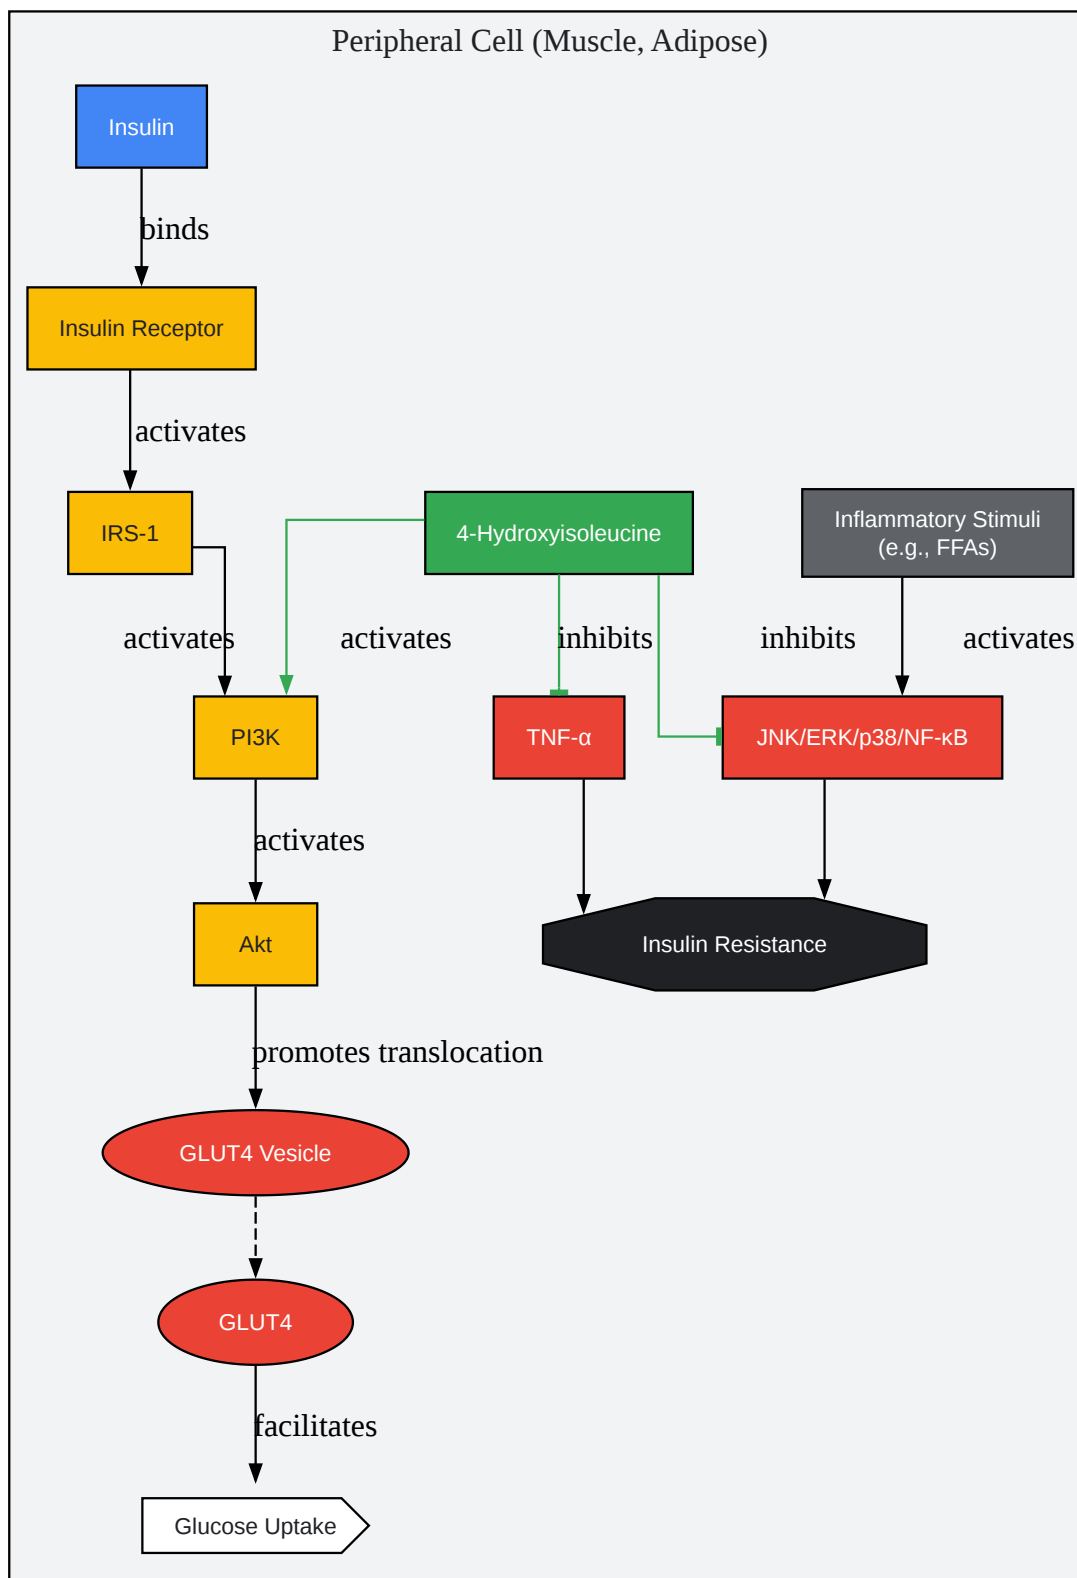 Peripheral Cell (Muscle, Adipose)
Insulin
binds
Insulin Receptor
activates
IRS-1
4-Hydroxyisoleucine
Inflammatory Stimuli
(e.g., FFAs)
activates
activates
inhibits
inhibits
activates
PI3K
TNF-α
JNK/ERK/p38/NF-κB
activates
Akt
Insulin Resistance
promotes translocation
GLUT4 Vesicle
GLUT4
facilitates
Glucose Uptake